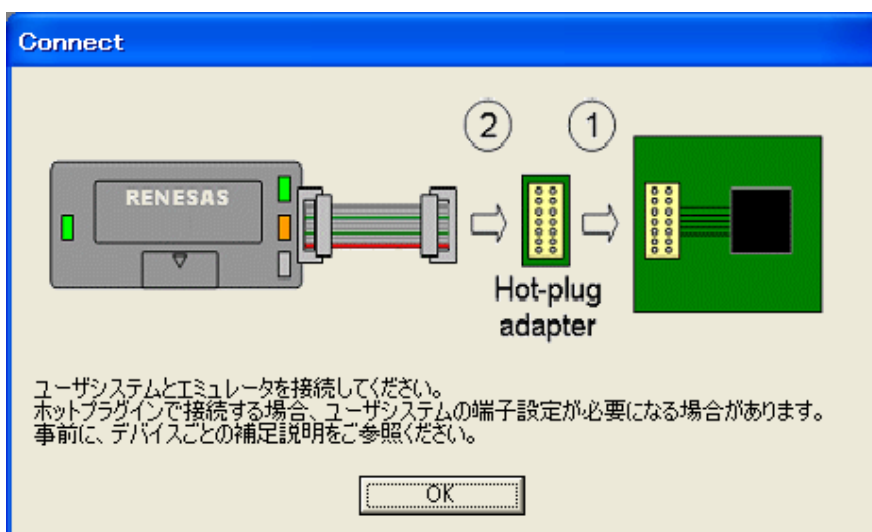 Connect
② ①
RENESAS
Hot-plug
adapter
ユーザシステムとエミュレータを接続してください。
ホットプラグインで接続する場合、ユーザシステムの端子設定が必要になる場合があります。
事前に、デバイスごとの補足説明をご参照ください。
OK